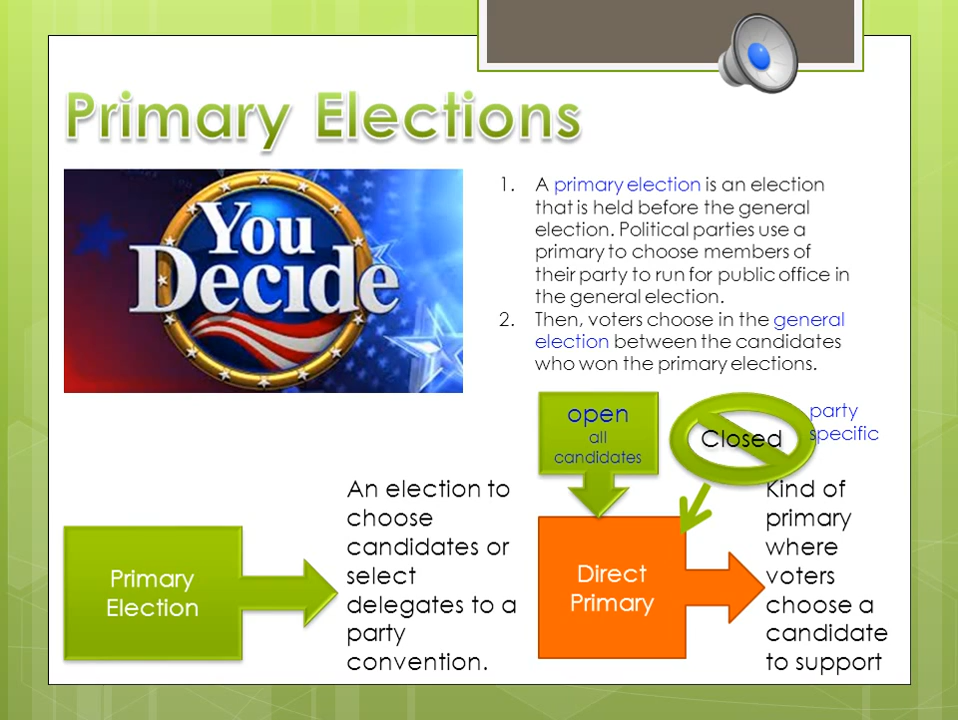 Primary Elections
You
Decide
1. A primary election is an election
that is held before the general
election. Political parties use a
primary to choose members of
their party to run for public office in
the general election.
2. Then, voters choose in the general
election between the candidates
who won the primary elections.
open
all
candidates
Closed
party
specific
Primary
Election
An election to
choose
candidates or
select
delegates to a
party
convention.
Direct
Primary
Kind of
primary
where
voters
choose a
candidate
to support